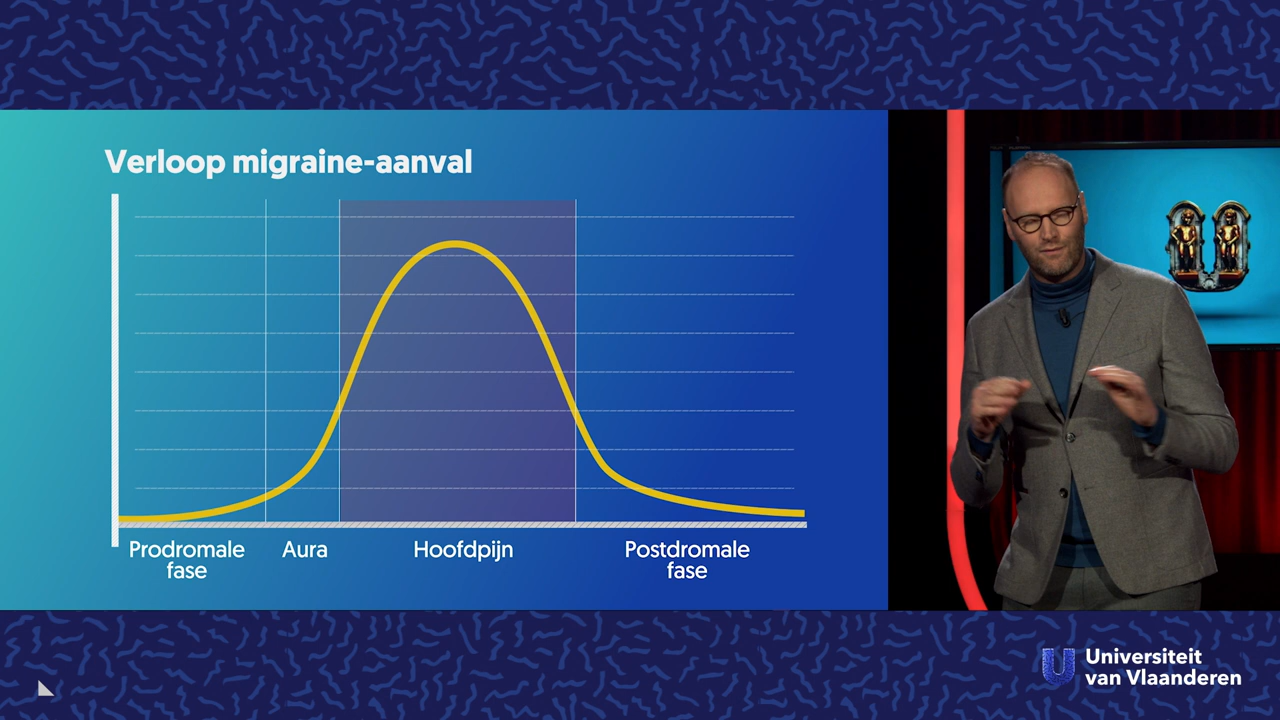 Verloop migraine-aanval
Prodromale
fase
Aura
Hoofdpijn
Postdromale
fase
Universiteit
van Vlaanderen